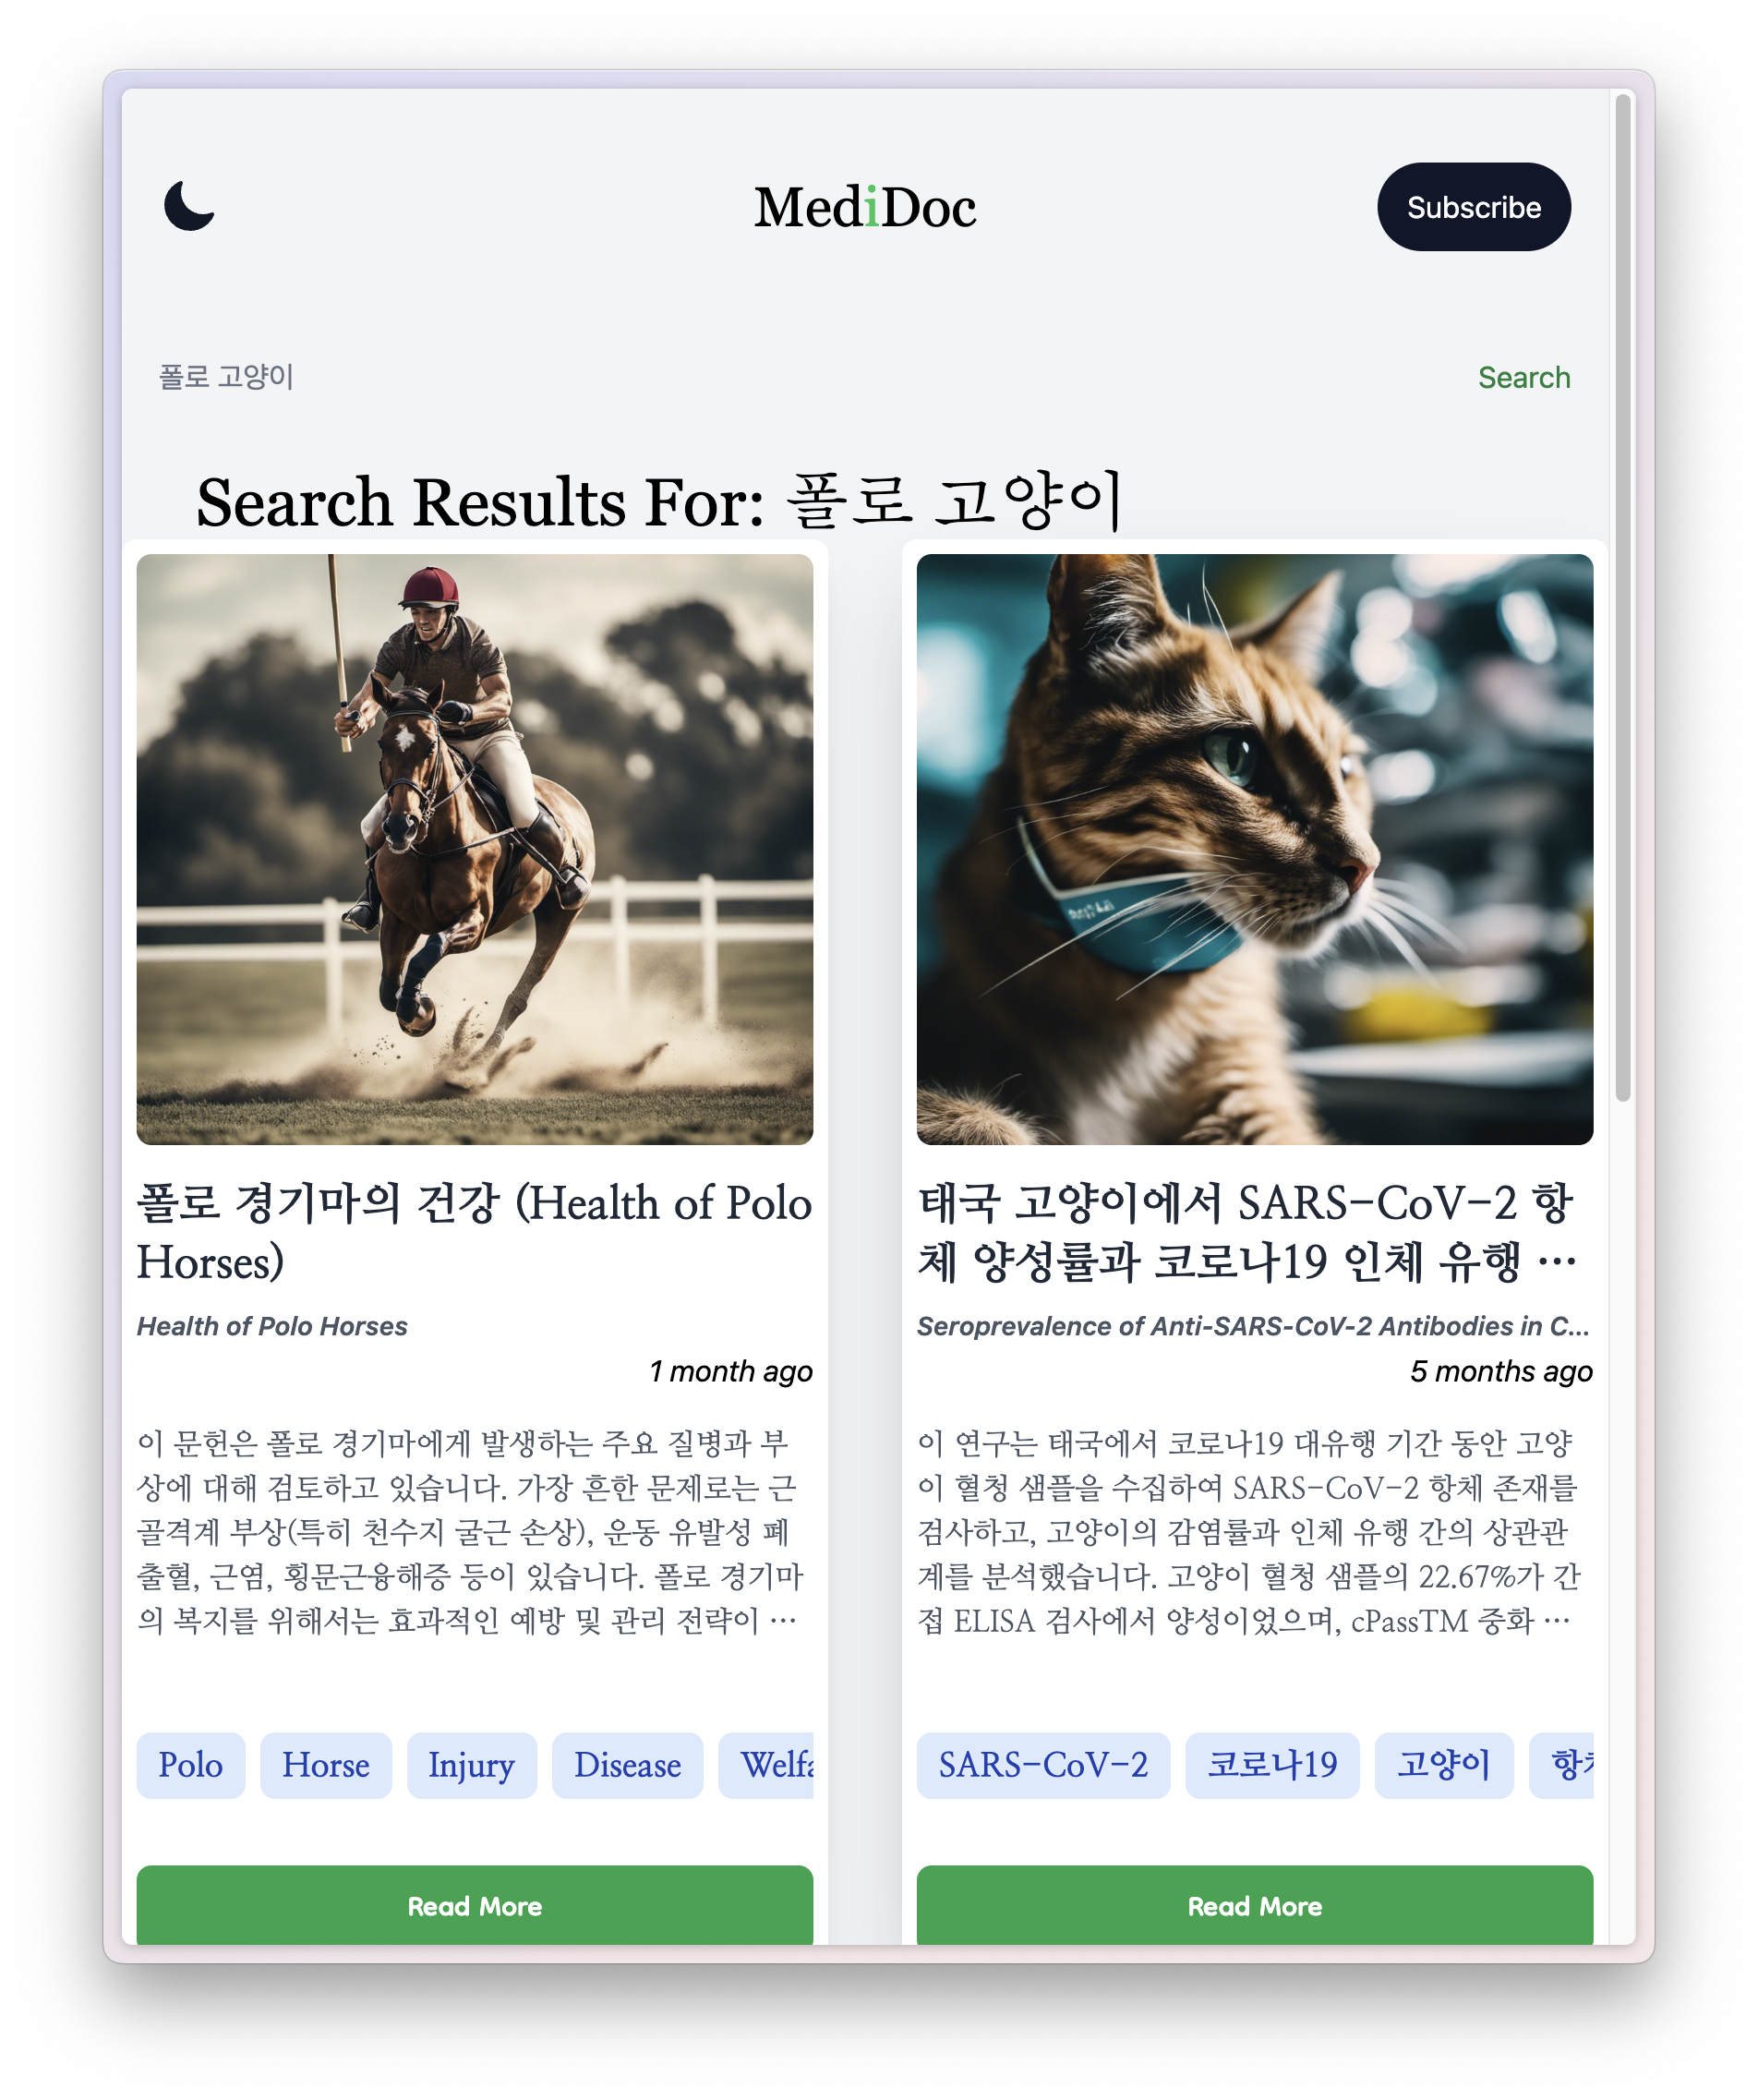 MediDoc
Subscribe
폴로 고양이
Search
Search Results For: 폴로 고양이
폴로 경기마의 건강 (Health of Polo
Horses)
Health of Polo Horses
1 month ago
이 문헌은 폴로 경기마에게 발생하는 주요 질병과 부
상에 대해 검토하고 있습니다. 가장 흔한 문제로는 근
골격계 부상(특히 천수지 굴근 손상), 운동 유발성 폐
출혈, 근염, 횡문근융해증 등이 있습니다. 폴로 경기마
의 복지를 위해서는 효과적인 예방 및 관리 전략이 …
Polo
Horse
Injury
Disease
Welfa
Read More
태국 고양이에서 SARS-CoV-2 항
체 양성률과 코로나19 인체 유행 …
Seroprevalence of Anti-SARS-CoV-2 Antibodies in C...
5 months ago
이 연구는 태국에서 코로나19 대유행 기간 동안 고양
이 혈청 샘플을 수집하여 SARS-CoV-2 항체 존재를
검사하고, 고양이의 감염률과 인체 유행 간의 상관관
계를 분석했습니다. 고양이 혈청 샘플의 22.67%가 간
접 ELISA 검사에서 양성이었으며, cPassTM 중화 …
SARS-CoV-2
코로나19
고양이
Read More